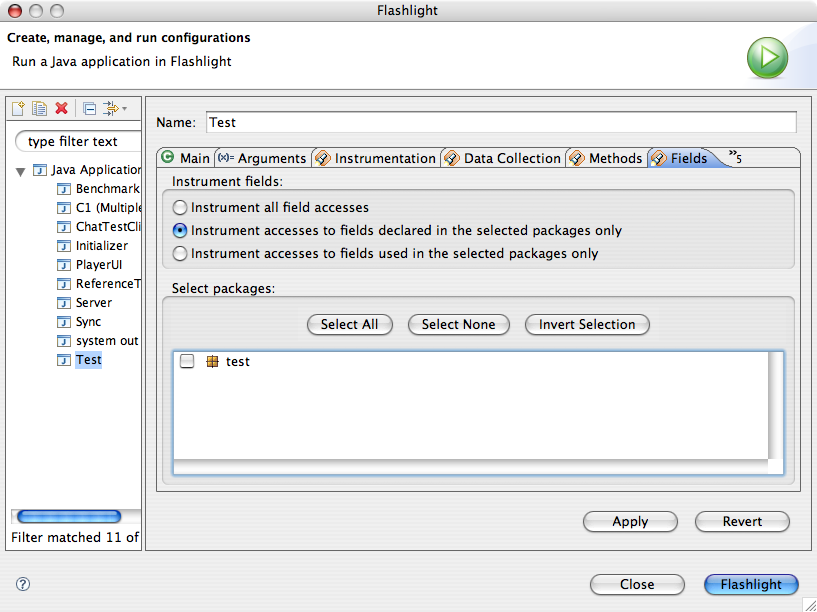 Flashlight
Create, manage, and run configurations
Run a Java application in Flashlight
type filter text
Java Application
Benchmark
C1 (Multiple
ChatTestCli
Initializer
PlayerUI
ReferenceT
Server
Sync
system out
Test
Filter matched 11 of
Name: Test
Main (x)= Arguments Instrumentation Data Collection Methods Fields »5
Instrument fields:
Instrument all field accesses
Instrument accesses to fields declared in the selected packages only
Instrument accesses to fields used in the selected packages only
Select packages:
Select All Select None Invert Selection
test
Apply Revert
? Close Flashlight